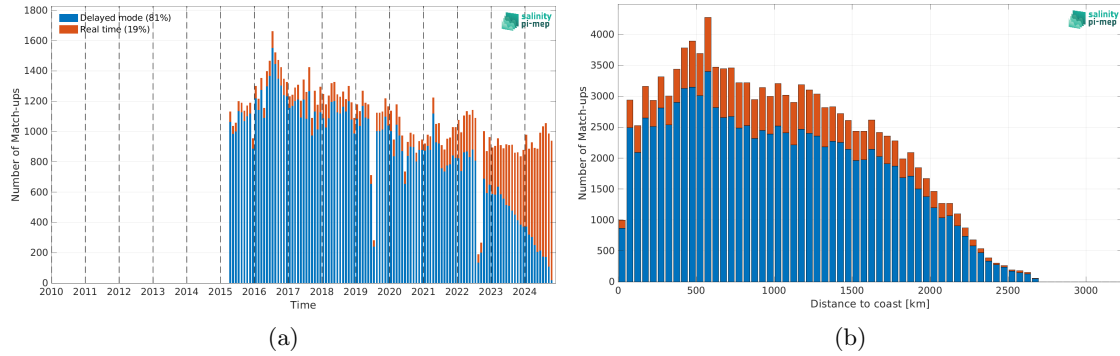 1800
1600
1400
1200
1000
800
600
400
200
0
Number of Match-ups
Delayed mode (81%)
Real time (19%)
salinity
pi-mep
2010 2011 2012 2013 2014 2015 2016 2017 2018 2019 2020 2021 2022 2023 2024
Time
(a)
4000
3500
3000
2500
2000
1500
1000
500
0
Number of Match-ups
salinity
pi-mep
0 500 1000 1500 2000 2500 3000
Distance to coast [km]
(b)